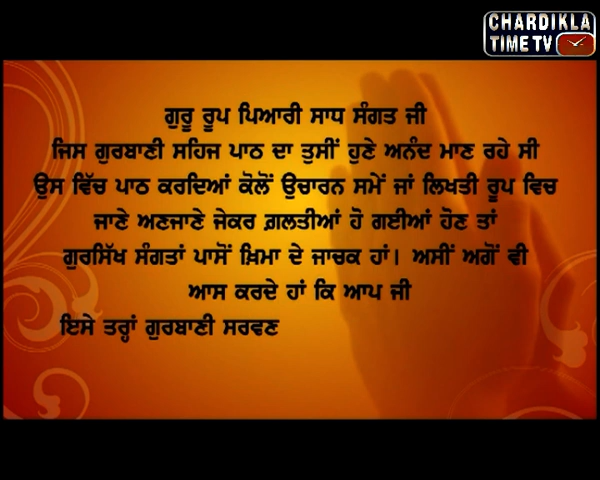 CHARDIKLA
TIME TV
ਗੁਰੂ ਰੂਪ ਪਿਆਰੀ ਸਾਧ ਸੰਗਤ ਜੀ
ਜਿਸ ਗੁਰਬਾਣੀ ਸਹਿਜ ਪਾਠ ਦਾ ਤੁਸੀਂ ਹੁਣੇ ਅਨੰਦ ਮਾਣ ਰਹੇ ਸੀ
ਉਸ ਵਿੱਚ ਪਾਠ ਕਰਦਿਆਂ ਕੋਲੋਂ ਉਚਾਰਨ ਸਮੇਂ ਜਾਂ ਲਿਖਤੀ ਰੂਪ ਵਿਚ
ਜਾਣੇ ਅਣਜਾਣੇ ਜੇਕਰ ਗ਼ਲਤੀਆਂ ਹੋ ਗਈਆਂ ਹੋਣ ਤਾਂ
ਗੁਰਸਿੱਖ ਸੰਗਤਾਂ ਪਾਸੋਂ ਖ਼ਿਮਾ ਦੇ ਜਾਚਕ ਹਾਂ। ਅਸੀਂ ਅਗੋਂ ਵੀ
ਆਸ ਕਰਦੇ ਹਾਂ ਕਿ ਆਪ ਜੀ
ਇਸੇ ਤਰ੍ਹਾਂ ਗੁਰਬਾਣੀ ਸਰਵਣ